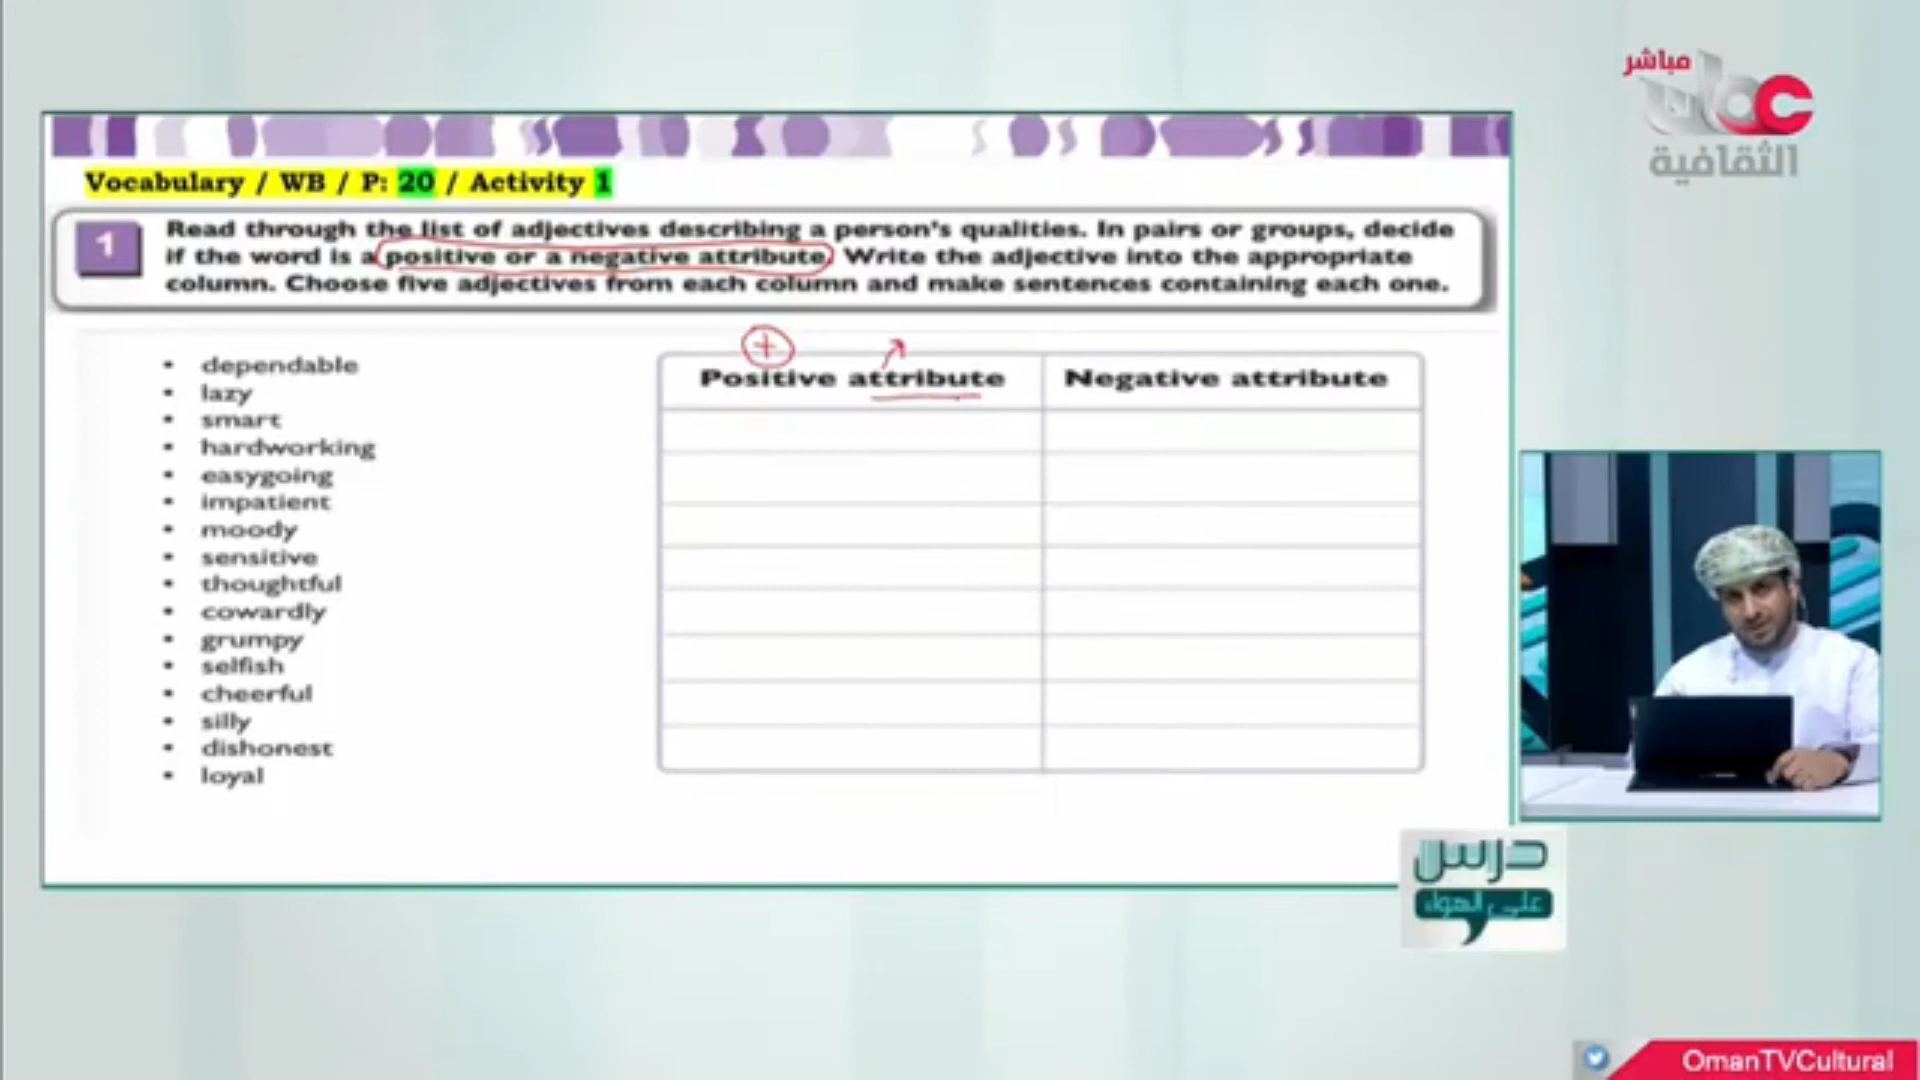 مباشر
الثقافية
Vocabulary / WB / P: 20 / Activity 1
1
Read through the list of adjectives describing a person's qualities. In pairs or groups, decide
if the word is a positive or a negative attribute. Write the adjective into the appropriate
column. Choose five adjectives from each column and make sentences containing each one.
+
• dependable
• lazy
• smart
• hardworking
• easygoing
• impatient
• moody
• sensitive
• thoughtful
• cowardly
• grumpy
• selfish
• cheerful
• silly
• dishonest
• loyal
Positive attribute
Negative attribute
درس
على الهواء
OmanTVCultural